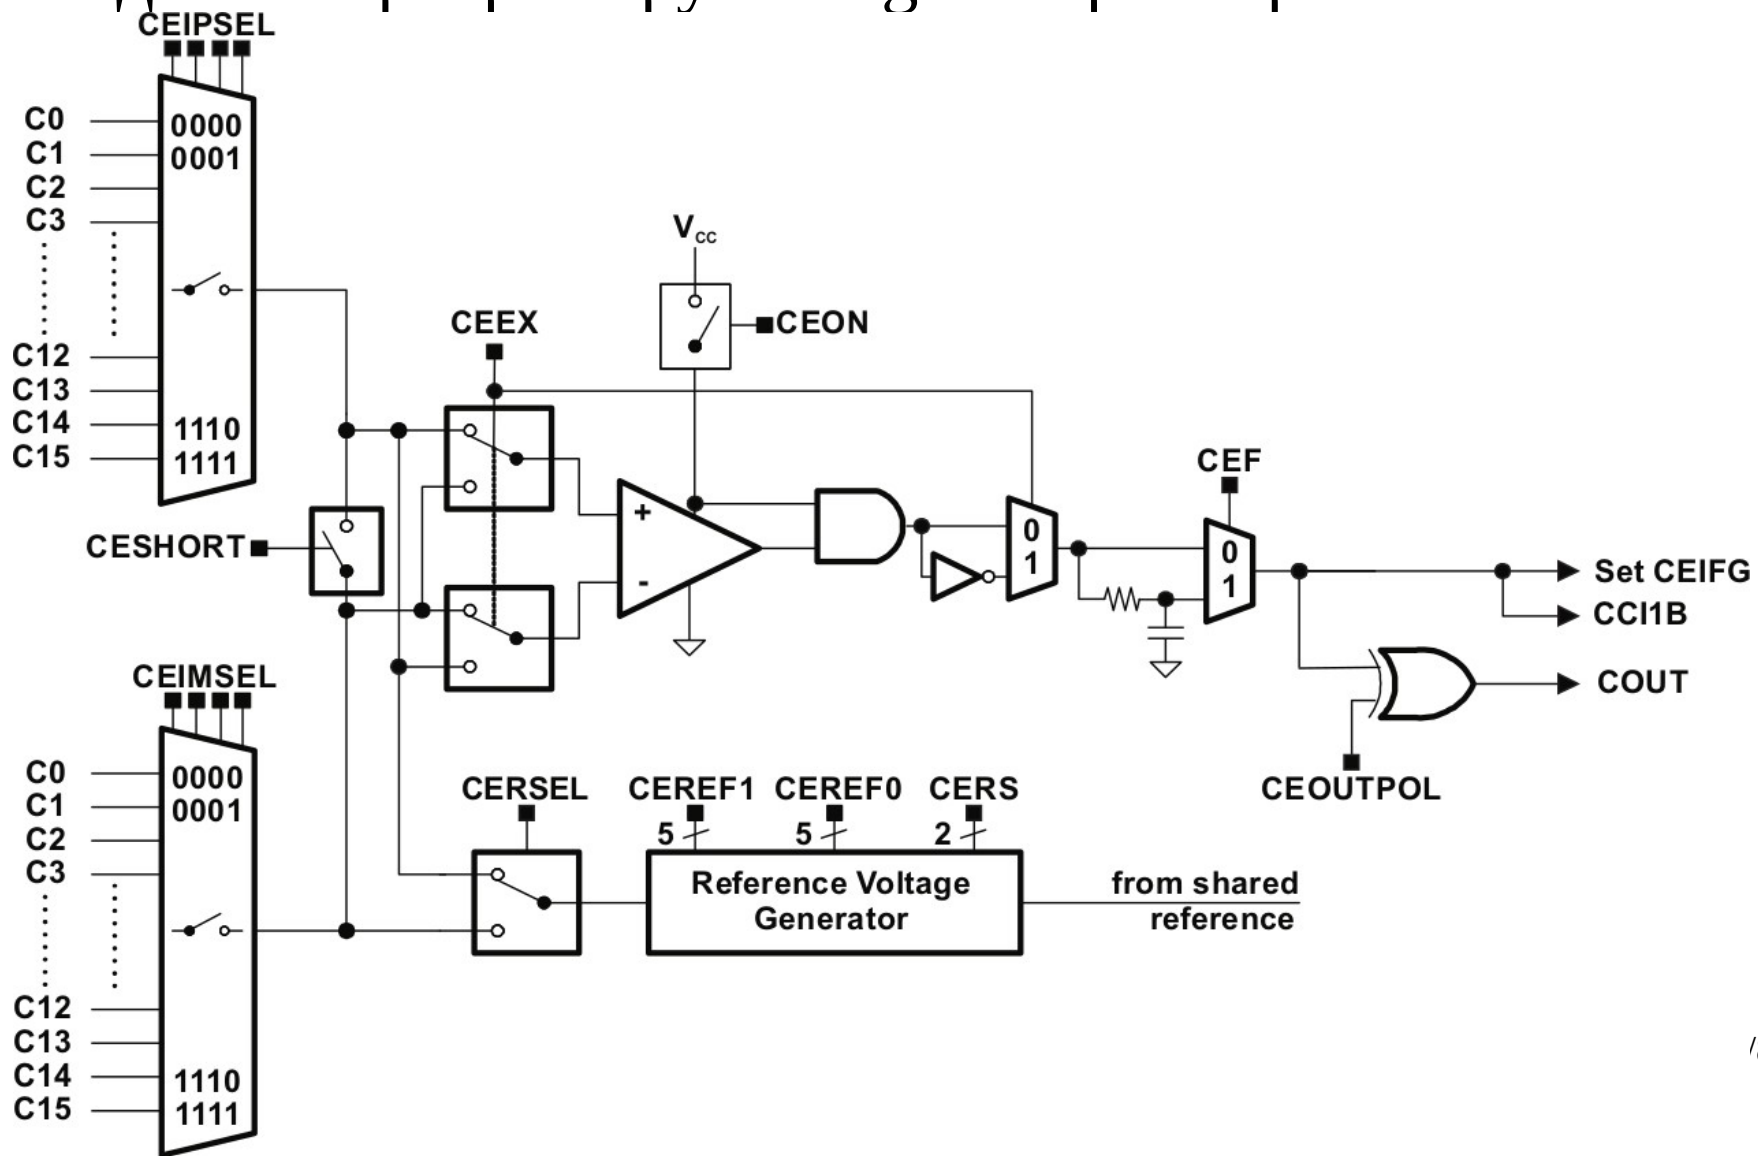 CEIPSEL
C0
0000
C1
0001
C2
C3
C12
C13
C14
1110
C15
1111
VCC
CEON
CEEX
CESHORT
+
-
0
1
CEF
0
1
Set CEIFG
CCI1B
COUT
CEOUTPOL
CEIMSEL
C0
0000
C1
0001
C2
C3
C12
C13
C14
1110
C15
1111
CERSEL
CEREF1
CEREF0
CERS
5
5
2
Reference Voltage
Generator
from shared
reference